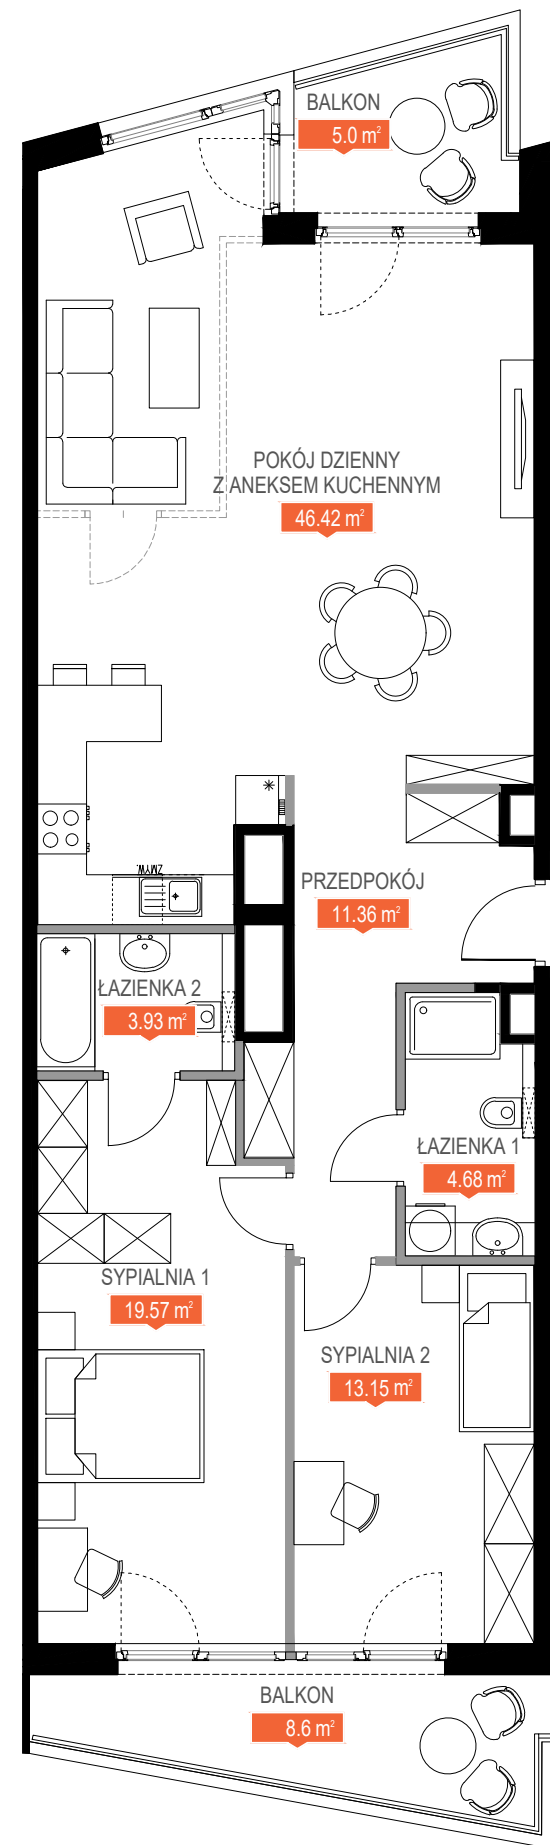 BALKON
5.0 m²
POKÓJ DZIENNY
Z ANEKSEM KUCHENNYM
46.42 m²
ZMYW.
PRZEDPOKÓJ
11.36 m²
ŁAZIENKA 2
3.93 m²
ŁAZIENKA 1
4.68 m²
SYPIALNIA 1
19.57 m²
SYPIALNIA 2
13.15 m²
BALKON
8.6 m²